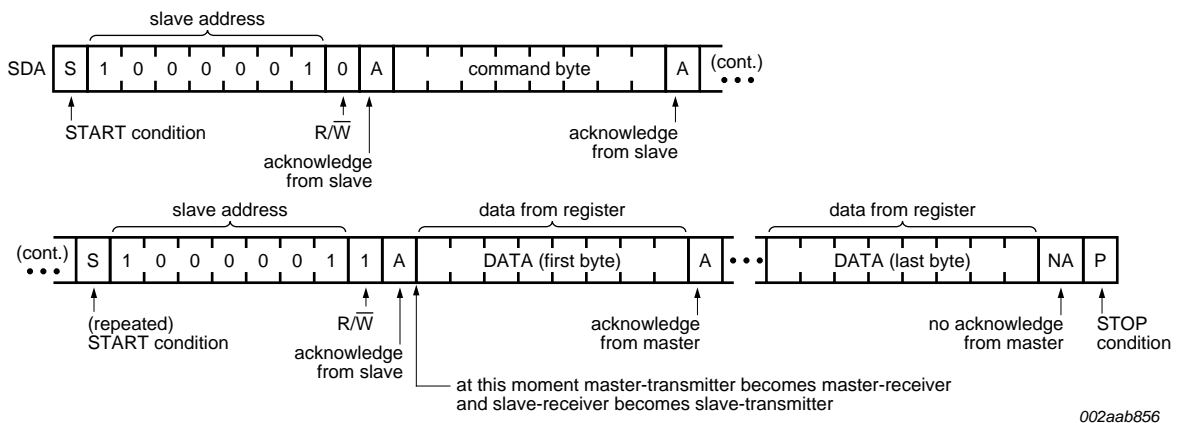 slave address
SDA S 1 0 0 0 0 0 1 0 A command byte A (cont.)
START condition R/W̅ acknowledge from slave acknowledge from slave
slave address data from register data from register
(cont.) S 1 0 0 0 0 0 1 1 A DATA (first byte) A DATA (last byte) NA P
(repeated) START condition R/W̅ acknowledge from slave acknowledge from master no acknowledge from master STOP condition
at this moment master-transmitter becomes master-receiver
and slave-receiver becomes slave-transmitter
002aab856